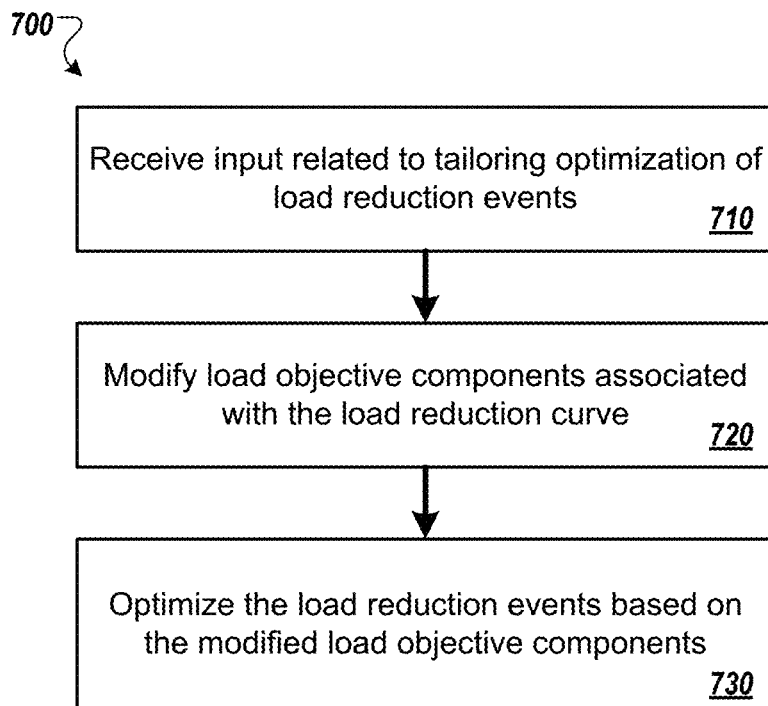 700
Receive input related to tailoring optimization of
load reduction events
710
Modify load objective components associated
with the load reduction curve
720
Optimize the load reduction events based on
the modified load objective components
730